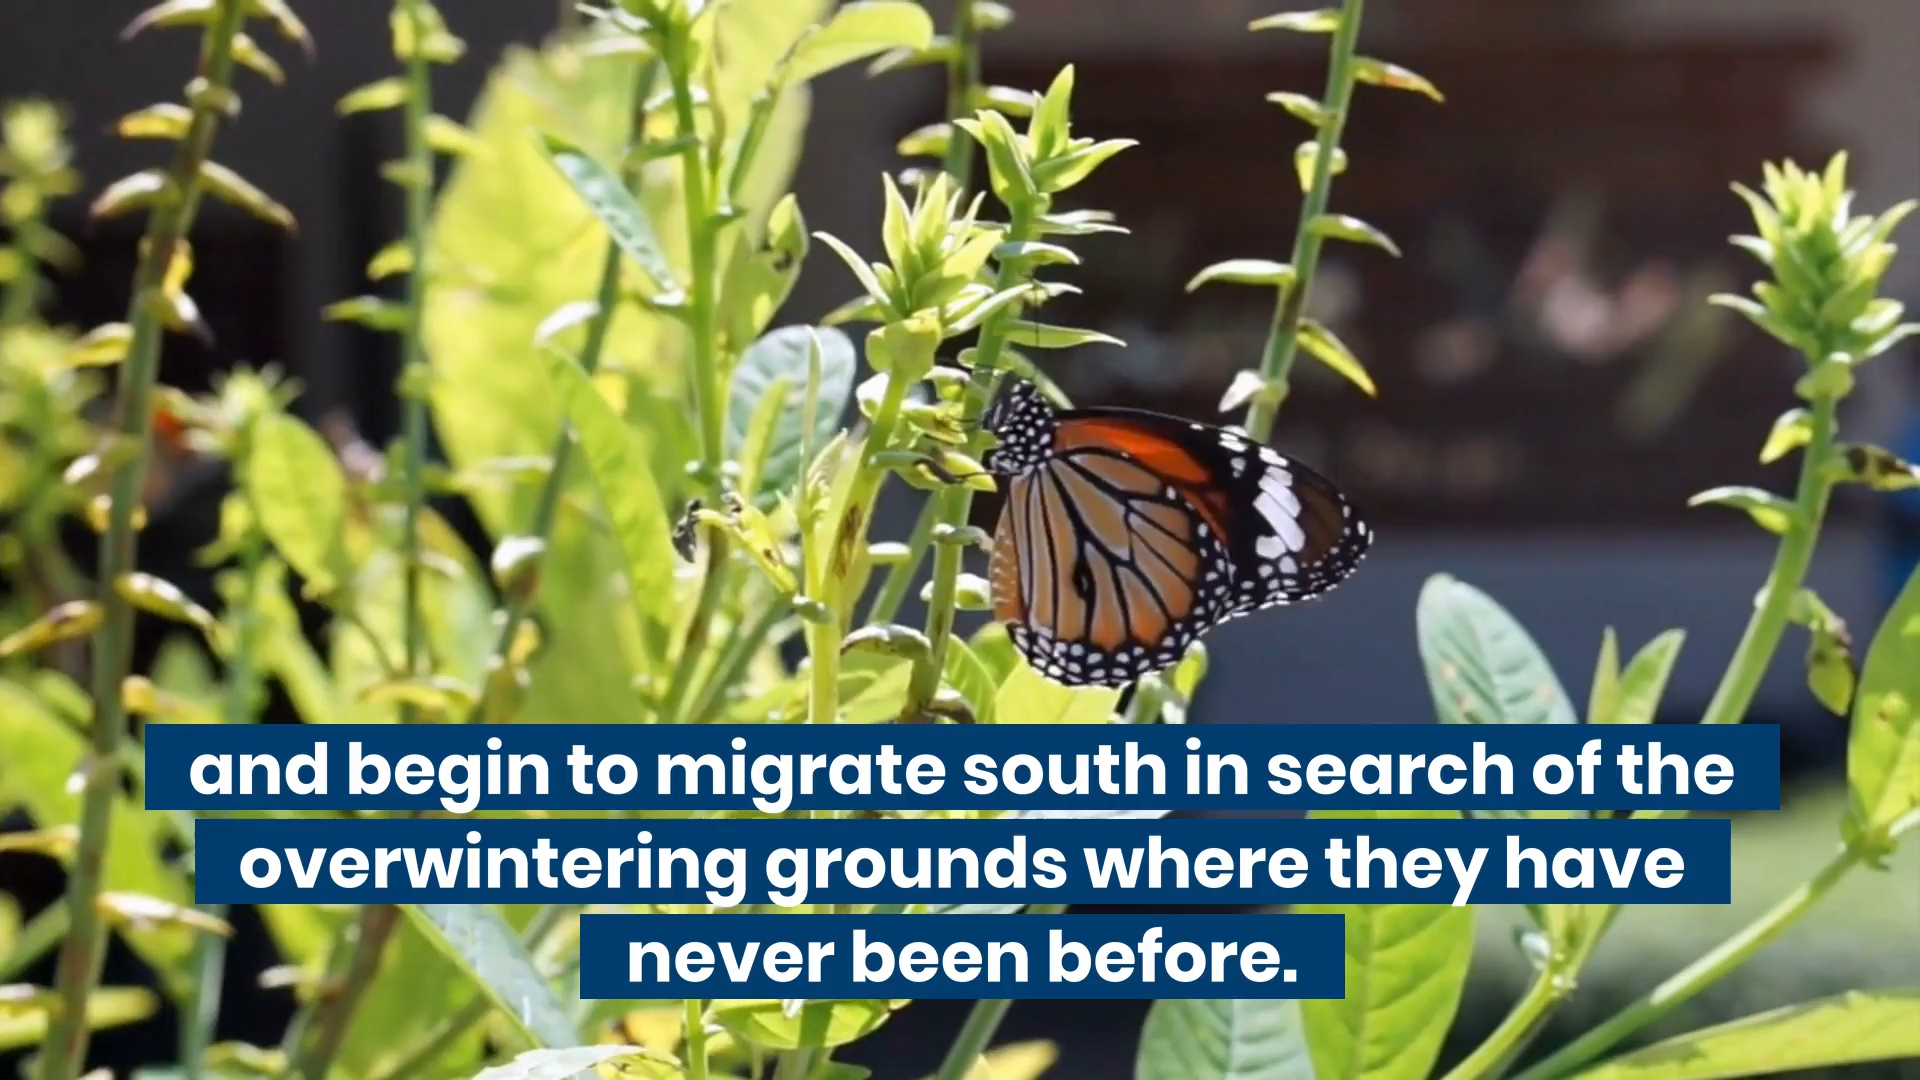 and begin to migrate south in search of the
overwintering grounds where they have
never been before.